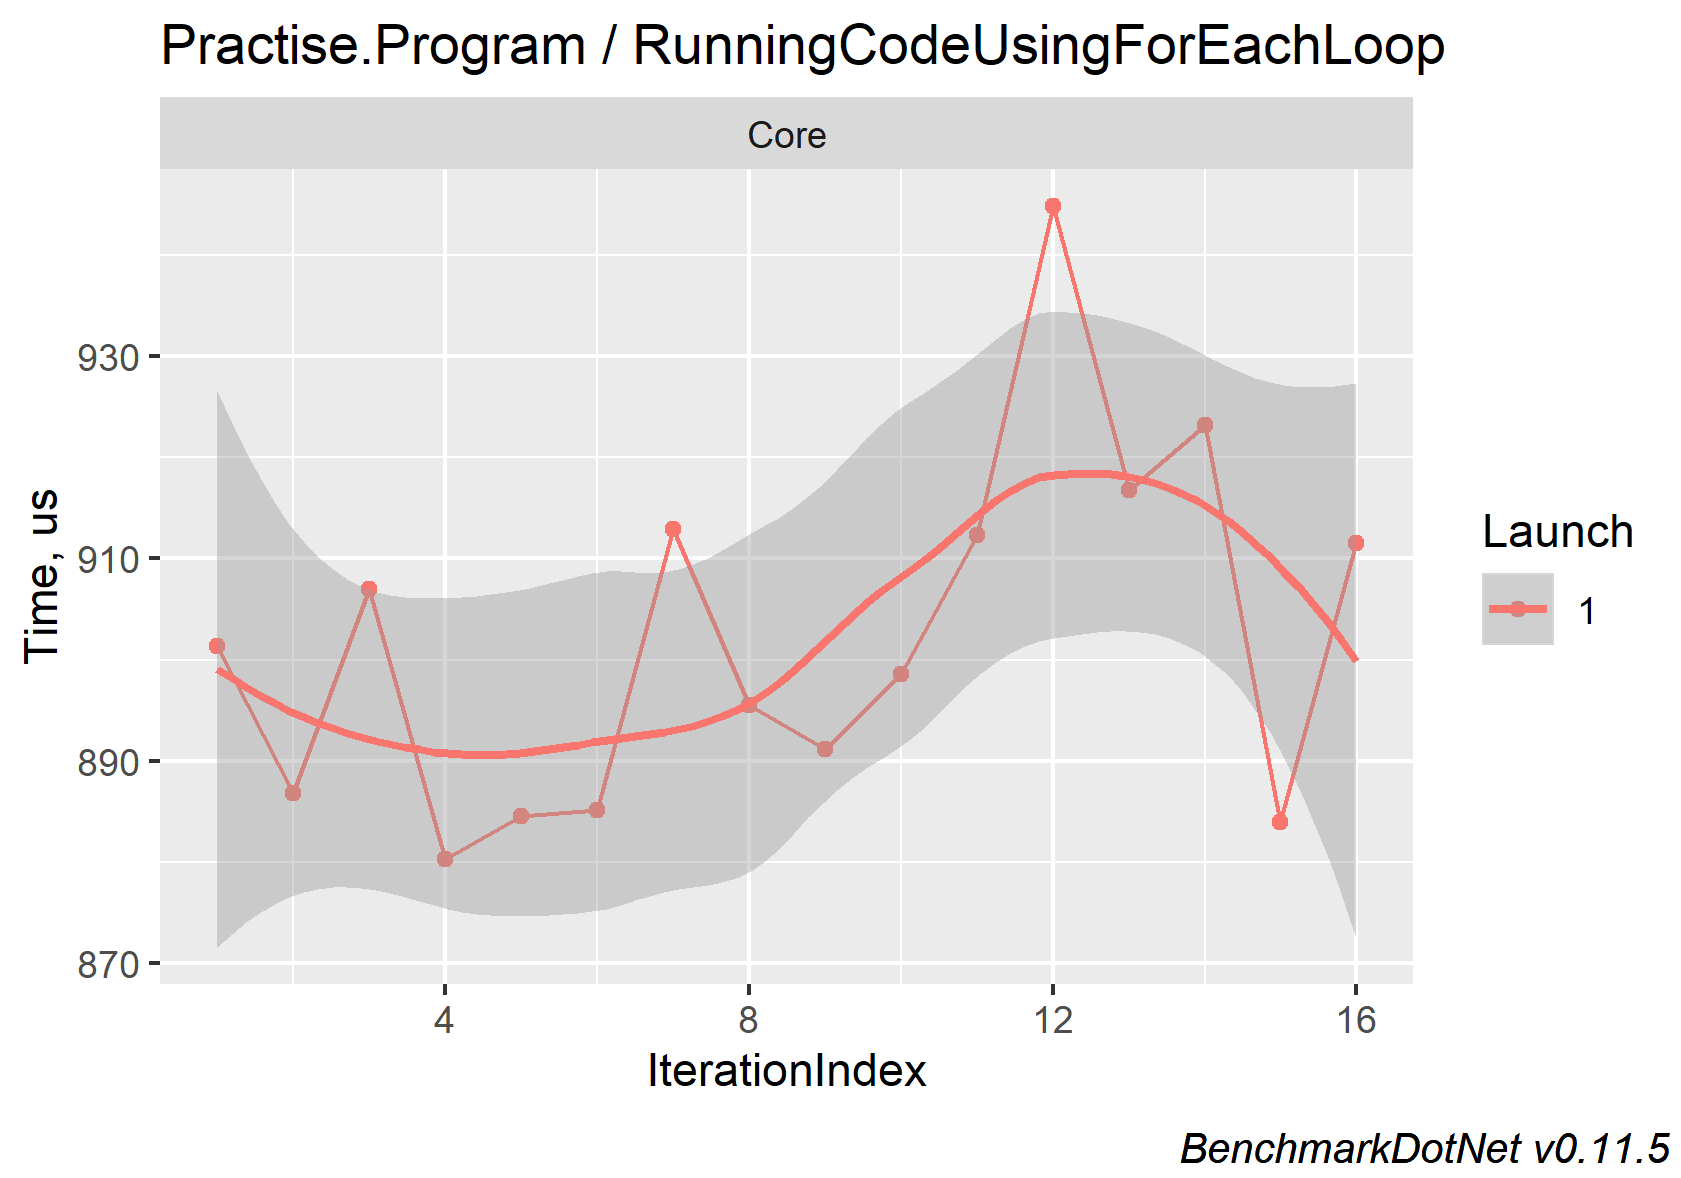 Practise.Program / RunningCodeUsingForEachLoop
Core
930
910
890
870
Time, us
4 8 12 16
IterationIndex
Launch
1
BenchmarkDotNet v0.11.5